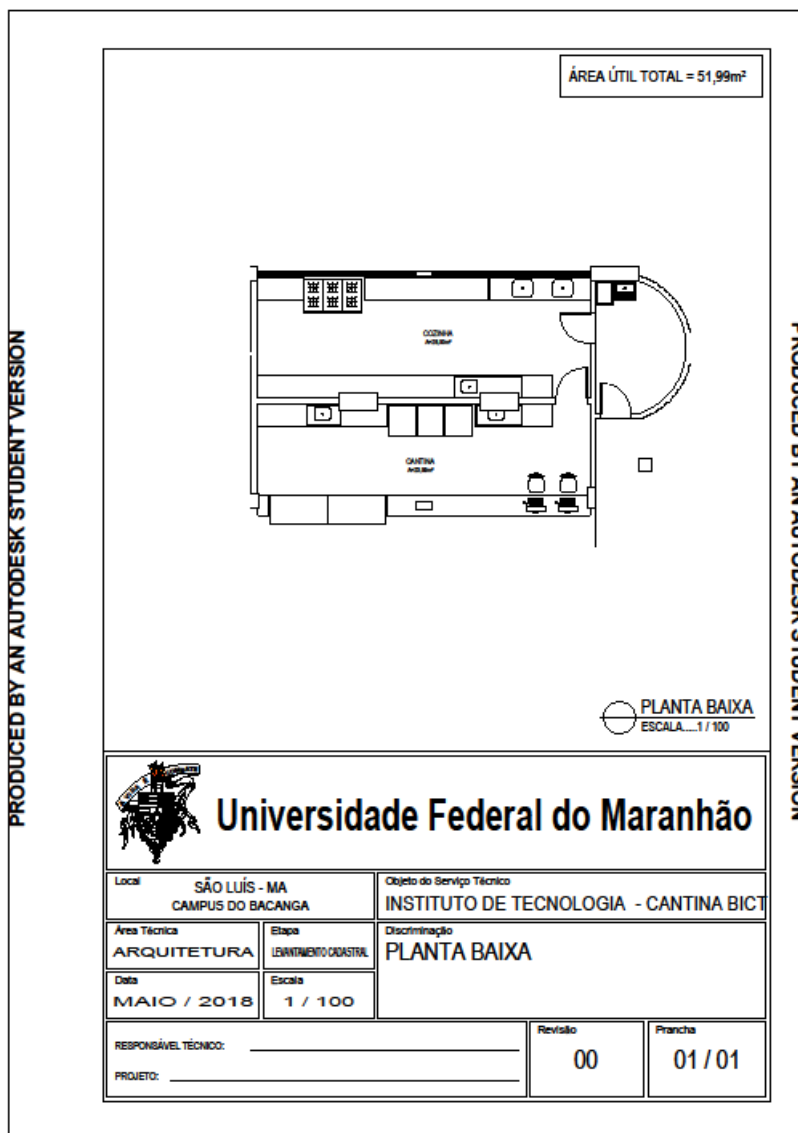 ÁREA ÚTIL TOTAL = 51,99m²
PRODUCED BY AN AUTODESK STUDENT VERSION
PRODUCED BY AN AUTODESK STUDENT VERSION
COZINHA
CANTINA
PLANTA BAIXA
ESCALA.....1 / 100
Universidade Federal do Maranhão
Local
SÃO LUÍS - MA
CAMPUS DO BACANGA
Objeto do Serviço Técnico
INSTITUTO DE TECNOLOGIA - CANTINA BICT
Área Técnica
ARQUITETURA
Etapa
LEVANTAMENTO CADASTRAL
Discriminação
PLANTA BAIXA
Data
MAIO / 2018
Escala
1 / 100
RESPONSÁVEL TÉCNICO:
PROJETO:
Revisão
00
Prancha
01 / 01